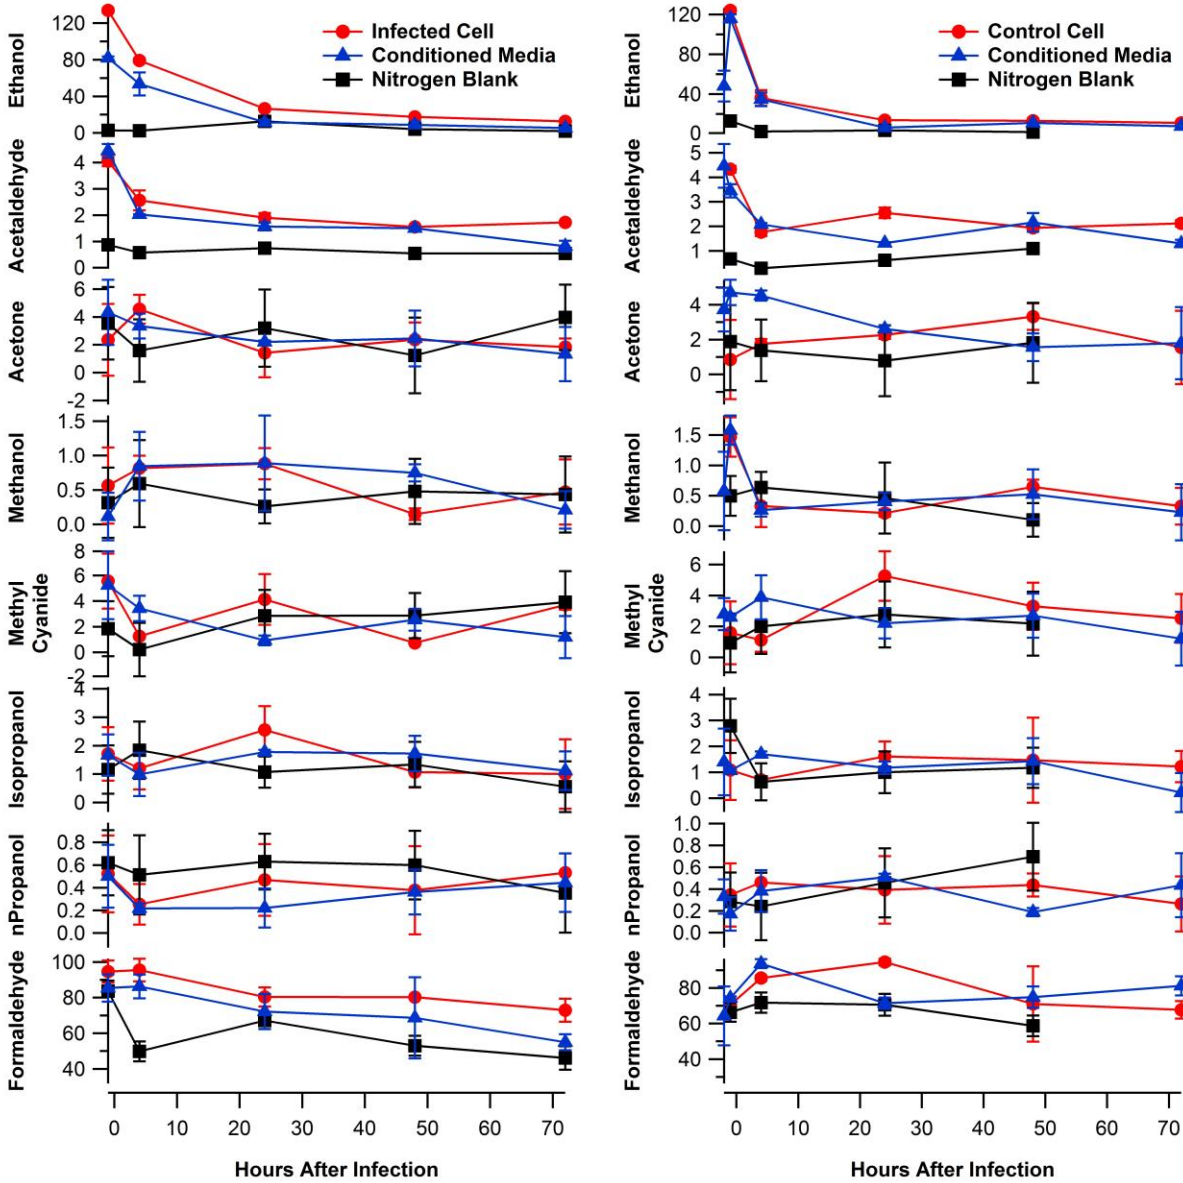 Ethanol
120
80
40
0
Infected Cell
Conditioned Media
Nitrogen Blank
Acetaldehyde
4
3
2
1
0
Acetone
6
4
2
0
-2
Methanol
1.5
1.0
0.5
0.0
Methyl
Cyanide
8
6
4
2
0
-2
Isopropanol
4
3
2
1
0
nPropanol
0.8
0.6
0.4
0.2
0.0
Formaldehyde
100
80
60
40
0 10 20 30 40 50 60 70
Hours After Infection
Ethanol
120
80
40
0
Control Cell
Conditioned Media
Nitrogen Blank
Acetaldehyde
5
4
3
2
1
Acetone
4
2
0
Methanol
1.5
1.0
0.5
0.0
Methyl
Cyanide
6
4
2
0
Isopropanol
4
3
2
1
0
nPropanol
1.0
0.8
0.6
0.4
0.2
0.0
Formaldehyde
80
60
40
0 10 20 30 40 50 60 70
Hours After Infection